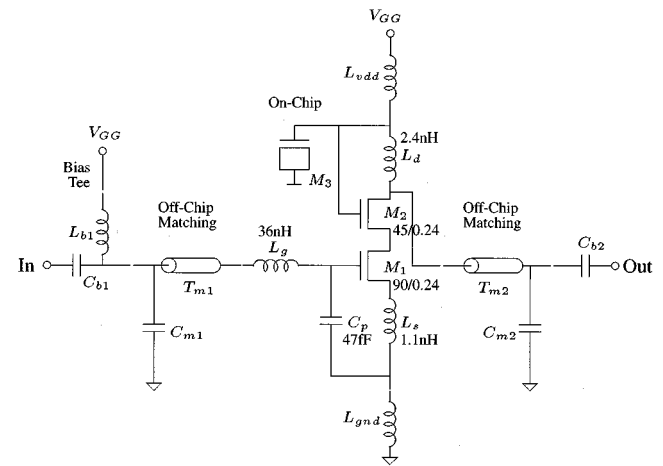 V_GG
L_vdd
On-Chip
V_GG
2.4nH
L_d
Bias
Tee
M_3
Off-Chip
Matching
M_2
45/0.24
Off-Chip
Matching
L_b1
36nH
L_g
C_b2
In
M_1
Out
C_b1
T_m1
90/0.24
T_m2
C_m1
C_p
47fF
L_s
1.1nH
C_m2
L_gnd